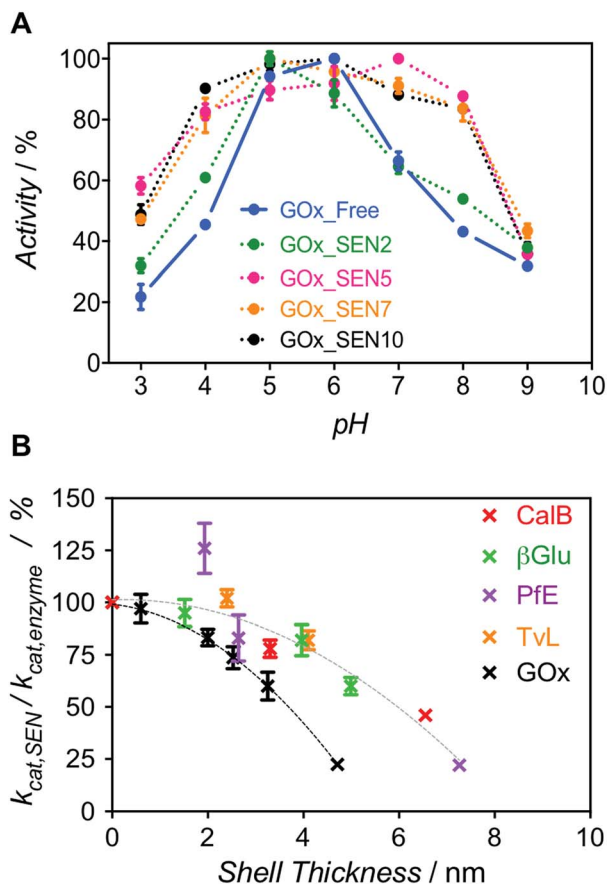 A
100
80
60
40
20
0
Activity / %
GOx_Free
GOx_SEN2
GOx_SEN5
GOx_SEN7
GOx_SEN10
3 4 5 6 7 8 9 10
pH
B
150
125
100
75
50
25
0
k cat,SEN / k cat,enzyme / %
CalB
βGlu
PfE
TvL
GOx
0 2 4 6 8 10
Shell Thickness / nm